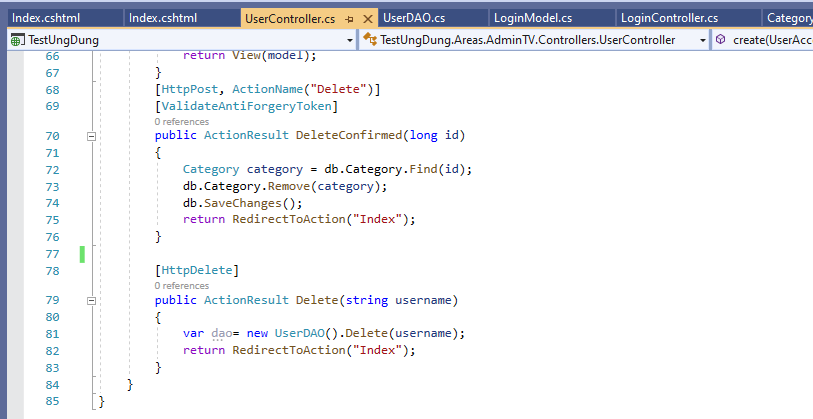 Index.cshtml Index.cshtml UserController.cs UserDAO.cs LoginModel.cs LoginController.cs Category
TestUngDung TestUngDung.Areas.AdminTV.Controllers.UserController create(UserAcc
66 return View(model);
67 }
68 [HttpPost, ActionName("Delete")]
69 [ValidateAntiForgeryToken]
0 references
70 public ActionResult DeleteConfirmed(long id)
71 {
72 Category category = db.Category.Find(id);
73 db.Category.Remove(category);
74 db.SaveChanges();
75 return RedirectToAction("Index");
76 }
77
78 [HttpDelete]
0 references
79 public ActionResult Delete(string username)
80 {
81 var dao= new UserDAO().Delete(username);
82 return RedirectToAction("Index");
83 }
84 }
85 }